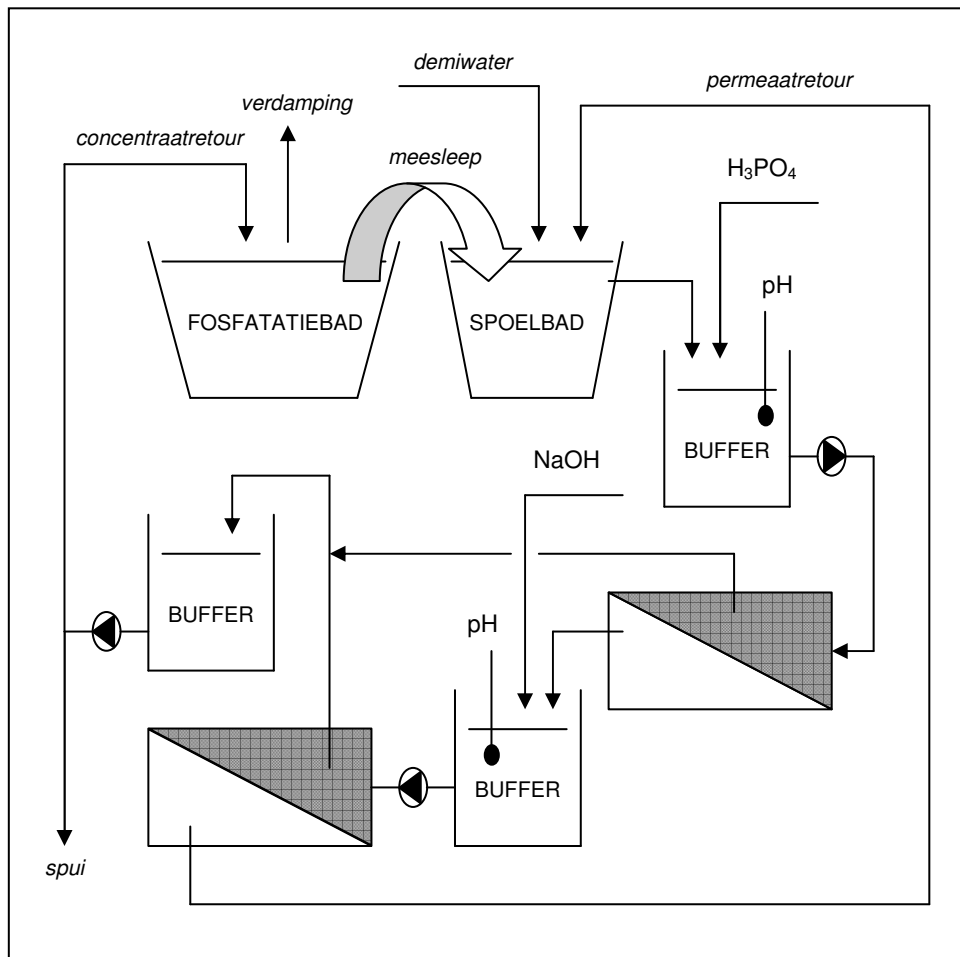 demiwater
permeaatretour
verdamping
concentraatretour
meesleep
H₃PO₄
pH
FOSFATATIEBAD
SPOELBAD
BUFFER
NaOH
BUFFER
pH
BUFFER
spui